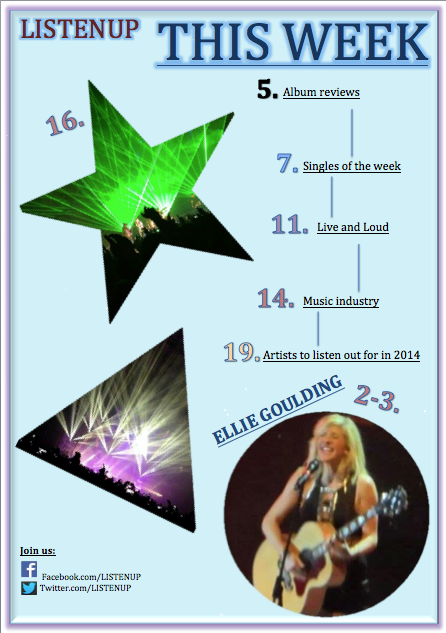 LISTENUP
THIS WEEK
5. Album reviews
16.
7. Singles of the week
11. Live and Loud
14. Music industry
19. Artists to listen out for in 2014
ELLIE GOULDING
2-3.
Join us:
Facebook.com/LISTENUP
Twitter.com/LISTENUP